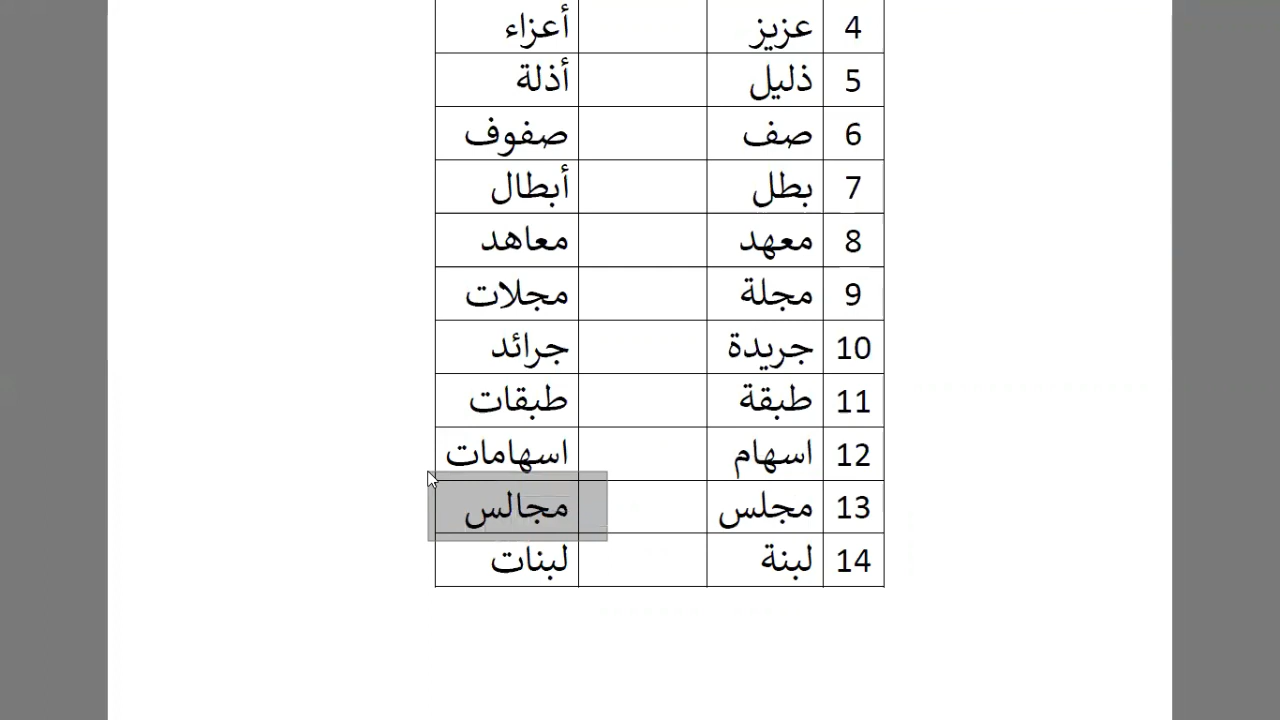 4 عزيز أعزاء
5 ذليل أذلة
6 صف صفوف
7 بطل أبطال
8 معهد معاهد
9 مجلة مجلات
10 جريدة جرائد
11 طبقة طبقات
12 اسهام اسهامات
13 مجلس مجالس
14 لبنة لبنات